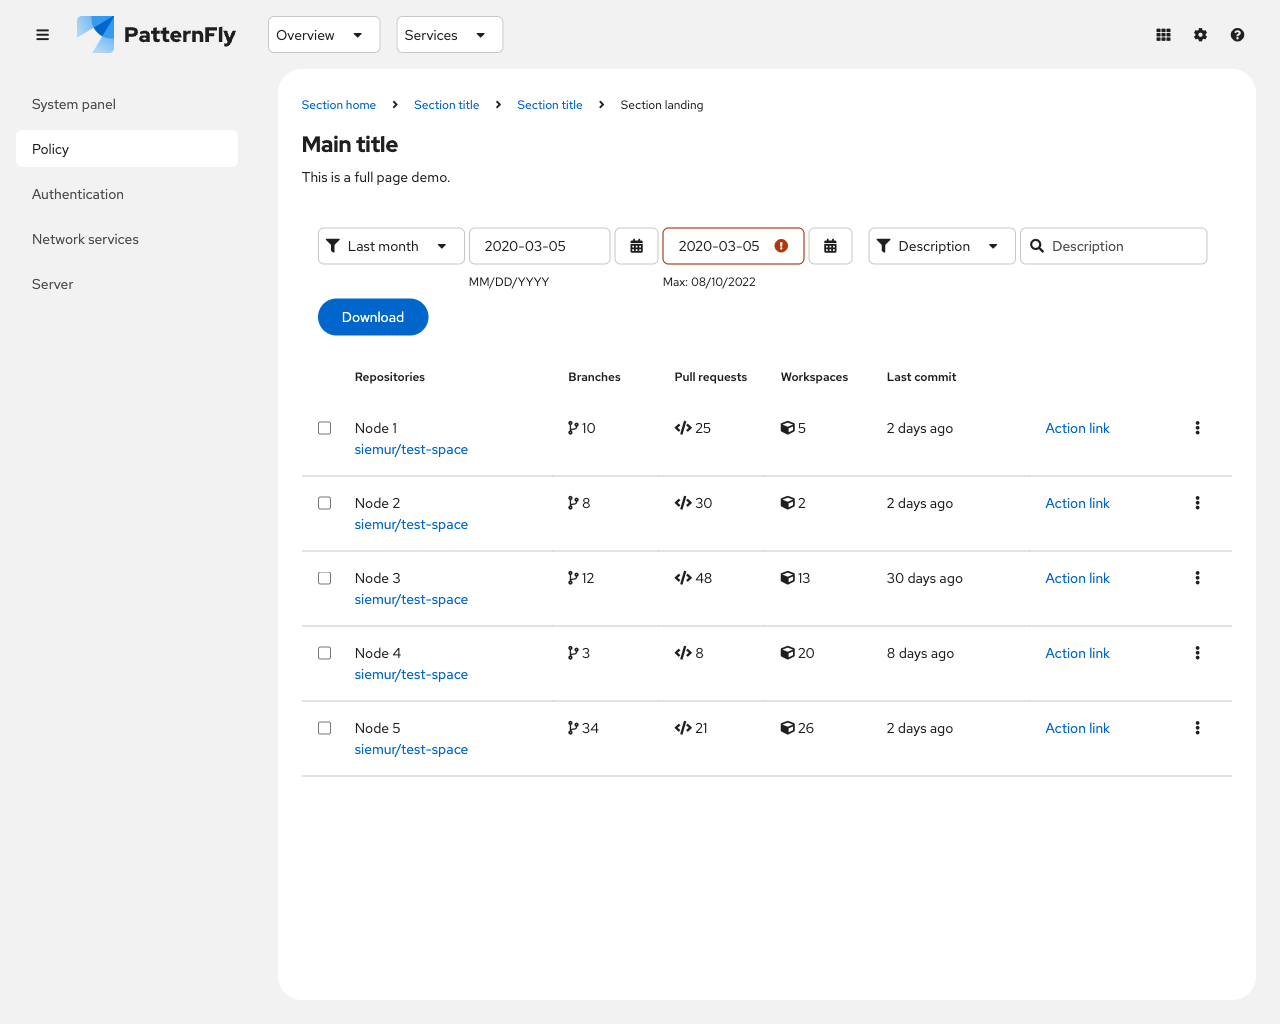 PatternFly Overview Services
System panel
Policy
Authentication
Network services
Server
Section home Section title Section title Section landing
Main title
This is a full page demo.
Last month 2020-03-05 2020-03-05 Description Description
MM/DD/YYYY Max: 08/10/2022
Download
Repositories Branches Pull requests Workspaces Last commit
Node 1 10 25 5 2 days ago Action link
siemur/test-space
Node 2 8 30 2 2 days ago Action link
siemur/test-space
Node 3 12 48 13 30 days ago Action link
siemur/test-space
Node 4 3 8 20 8 days ago Action link
siemur/test-space
Node 5 34 21 26 2 days ago Action link
siemur/test-space